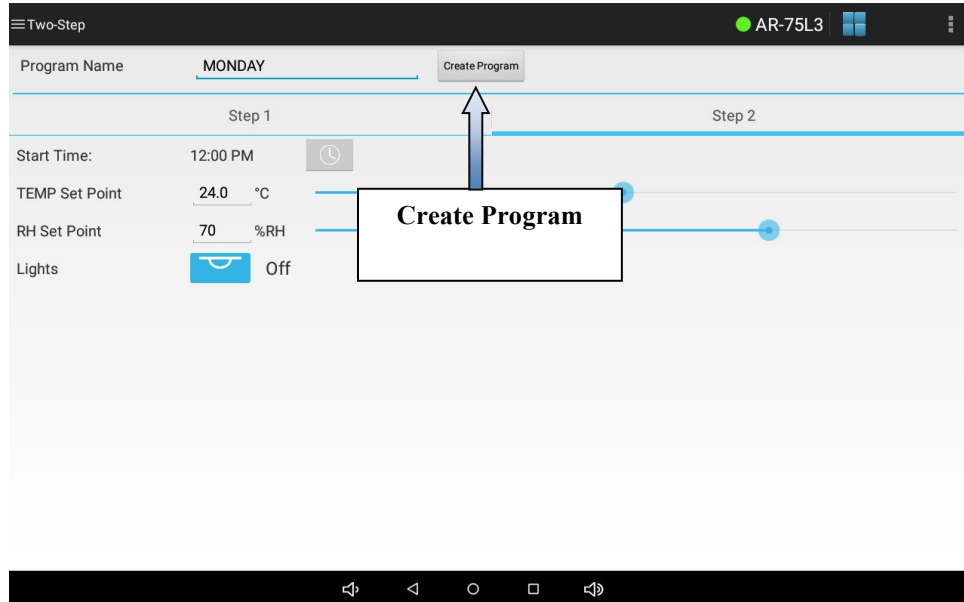 Two-Step AR-75L3
Program Name MONDAY Create Program
Step 1 Step 2
Start Time: 12:00 PM
TEMP Set Point 24.0 °C
RH Set Point 70 %RH
Lights Off
Create Program